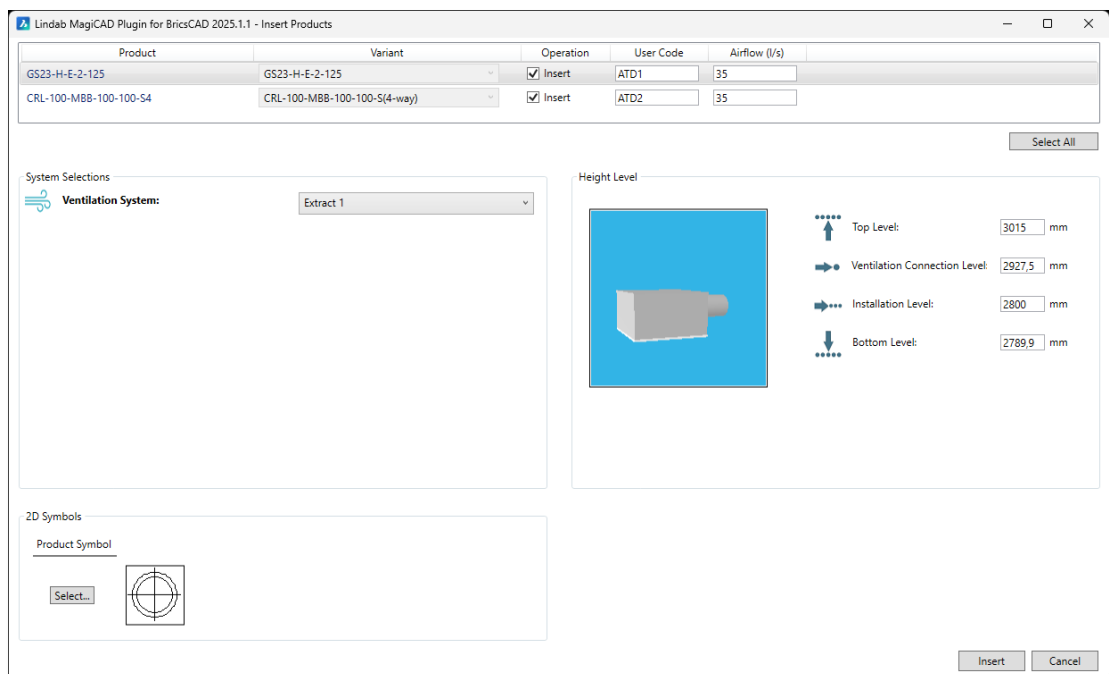 Lindab MagiCAD Plugin for BricsCAD 2025.1.1 - Insert Products
Product Variant Operation User Code Airflow (l/s)
GS23-H-E-2-125 GS23-H-E-2-125 Insert ATD1 35
CRL-100-MBB-100-100-S4 CRL-100-MBB-100-100-S(4-way) Insert ATD2 35
Select All
System Selections
Ventilation System: Extract 1
Height Level
Top Level: 3015 mm
Ventilation Connection Level: 2927,5 mm
Installation Level: 2800 mm
Bottom Level: 2789,9 mm
2D Symbols
Product Symbol
Select...
Insert Cancel